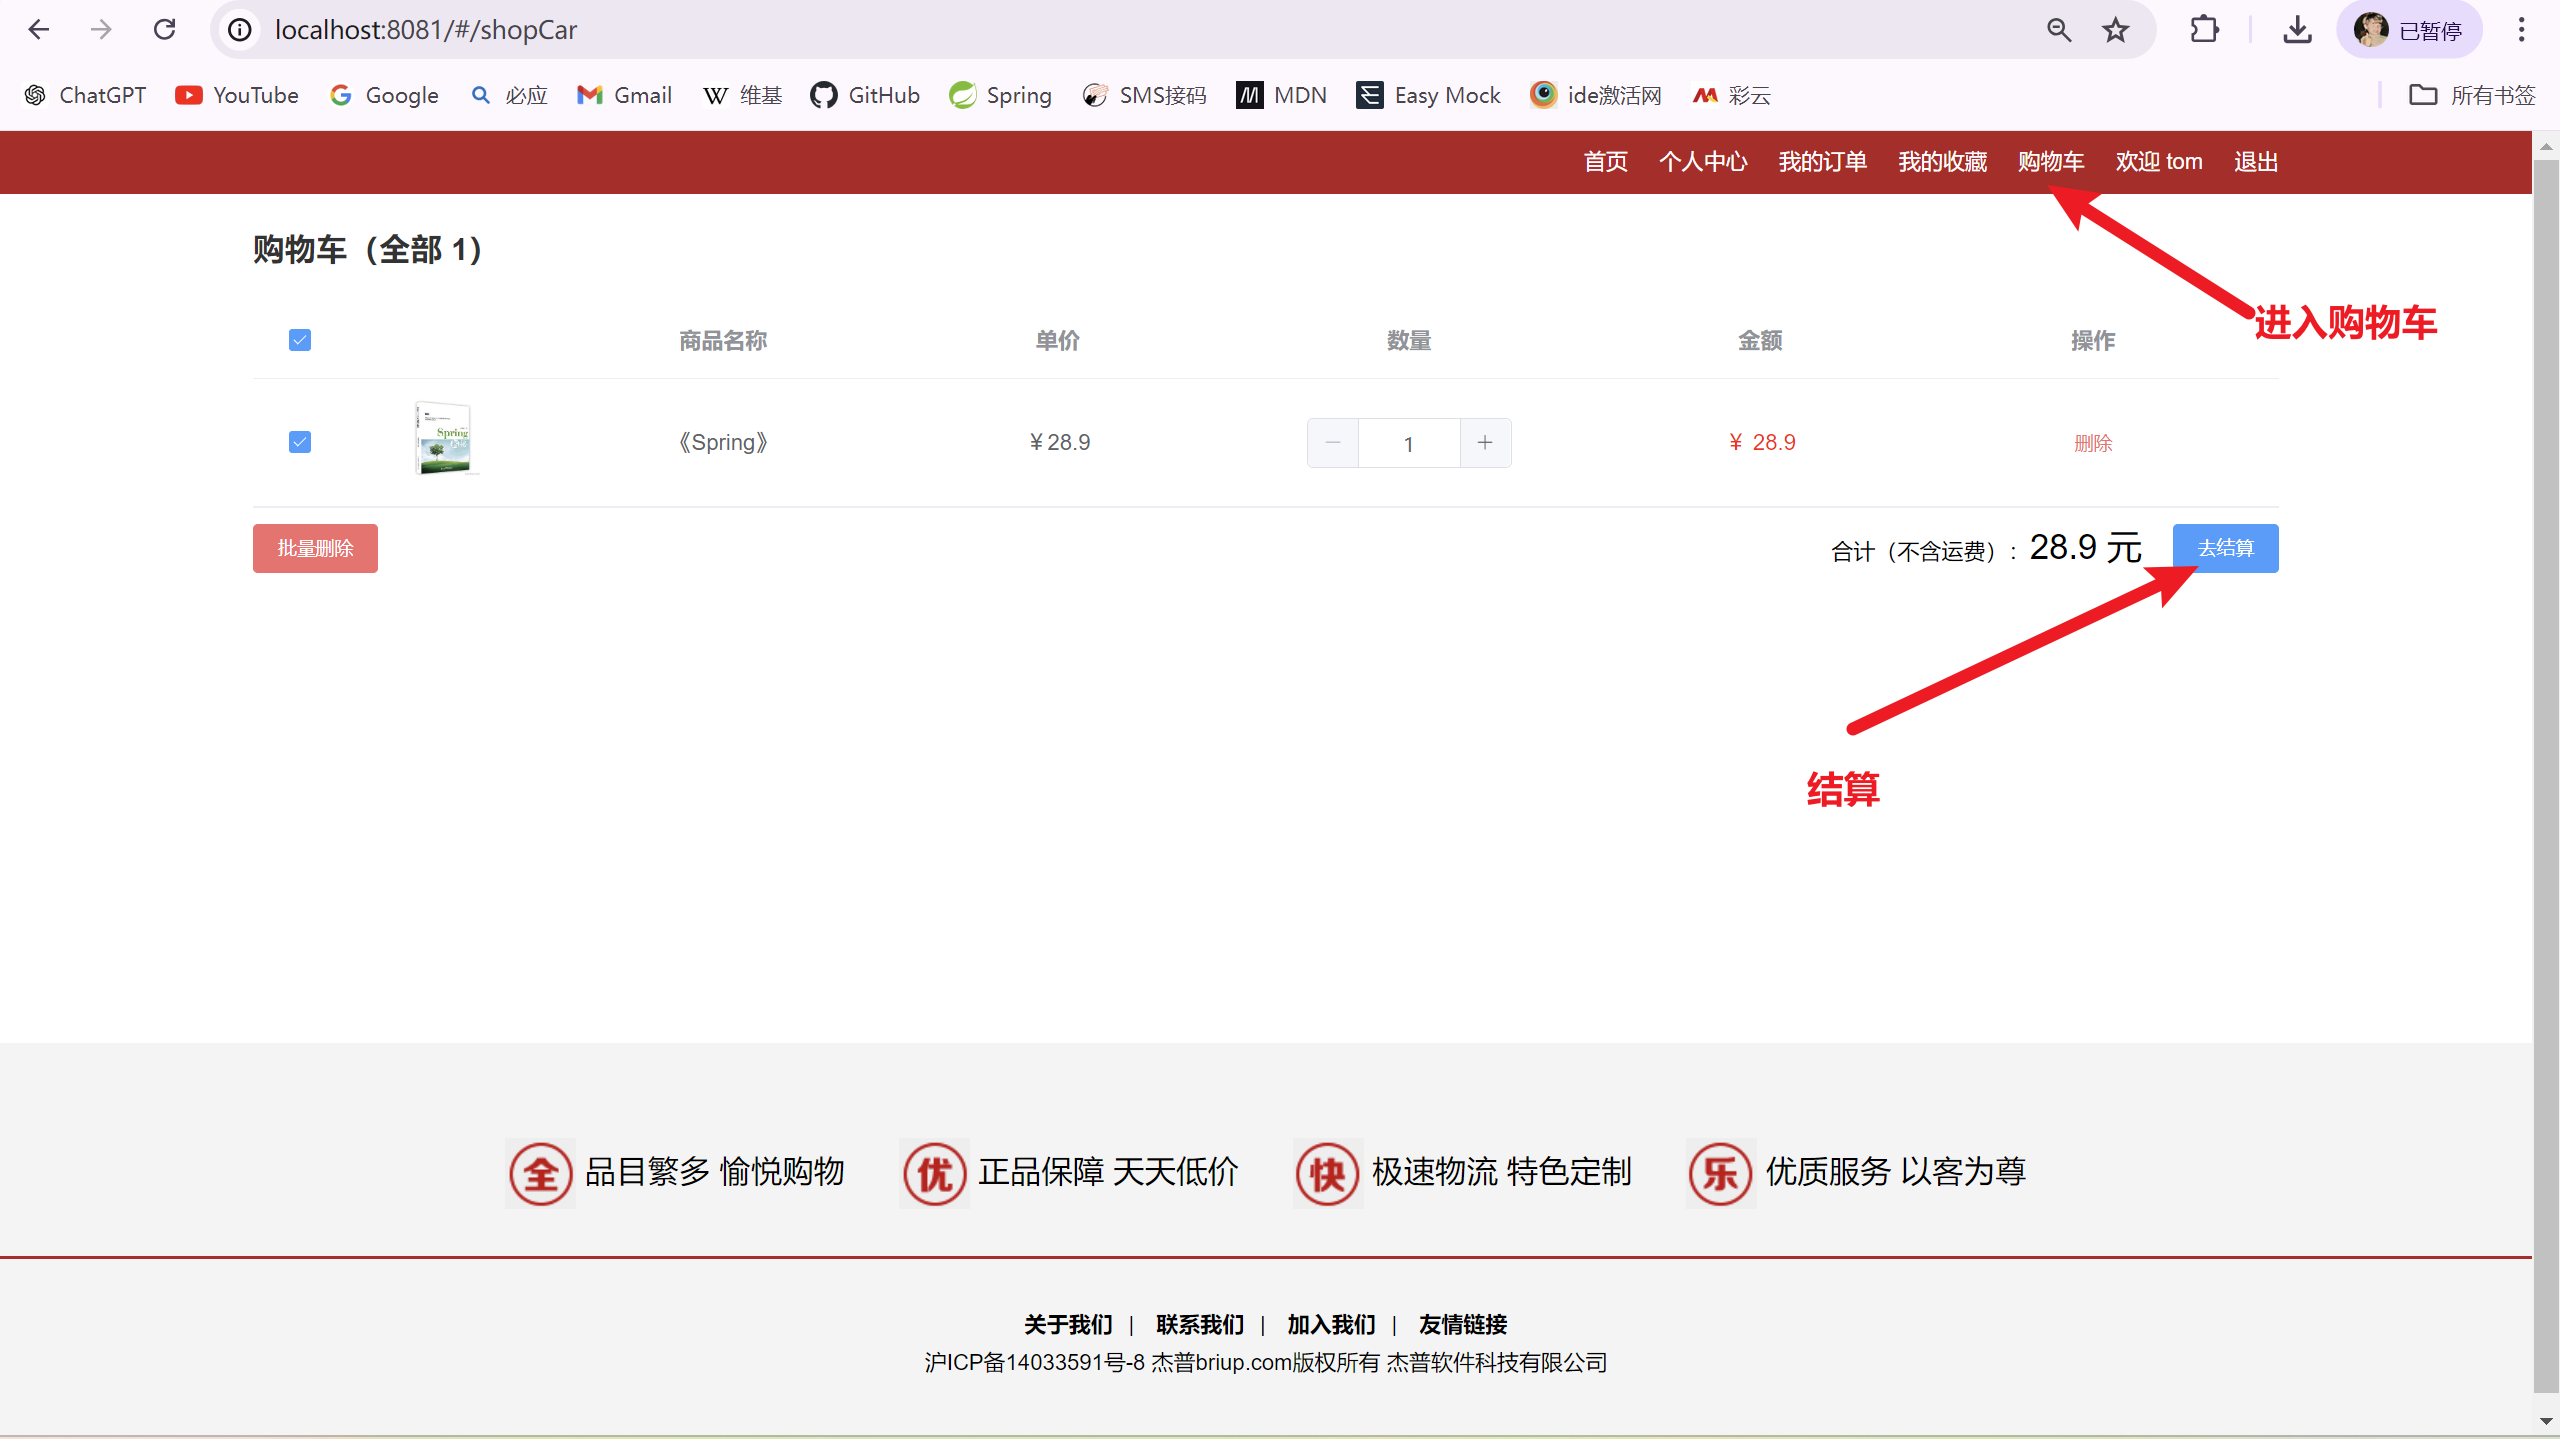 localhost:8081/#/shopCar
已暂停
ChatGPT YouTube Google 必应 Gmail 维基 GitHub Spring SMS接码 MDN Easy Mock ide激活网 彩云 所有书签
首页 个人中心 我的订单 我的收藏 购物车 欢迎 tom 退出
进入购物车
购物车（全部 1）
商品名称 单价 数量 金额 操作
Spring
《Spring》 ¥28.9 1 ¥ 28.9 删除
批量删除 合计（不含运费）: 28.9 元 去结算
结算
全 品目繁多 愉悦购物 优 正品保障 天天低价 快 极速物流 特色定制 乐 优质服务 以客为尊
关于我们 | 联系我们 | 加入我们 | 友情链接
沪ICP备14033591号-8 杰普briup.com版权所有 杰普软件科技有限公司